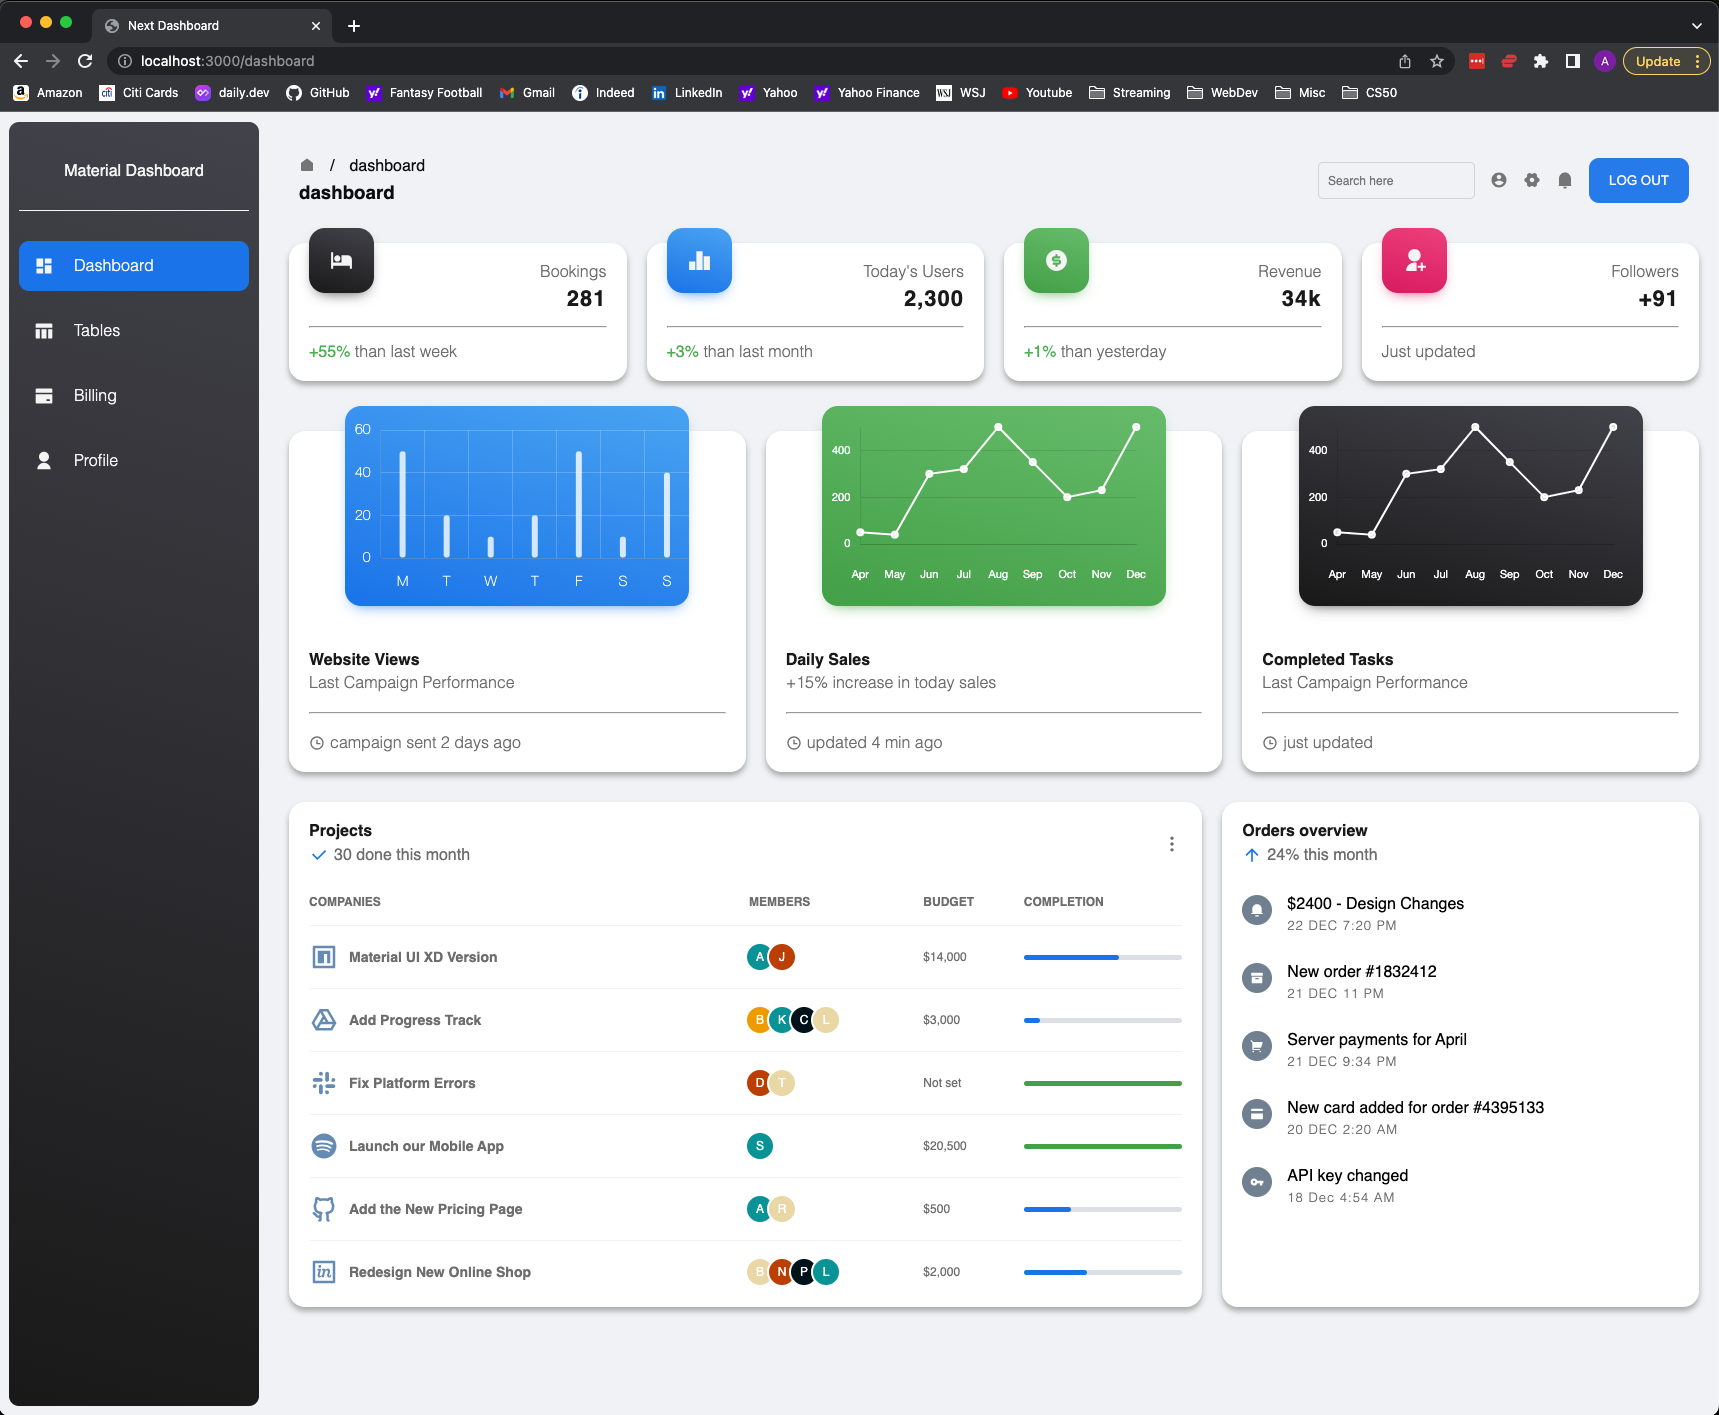 Next Dashboard
localhost:3000/dashboard
A
Update
Amazon
citi
Citi Cards
daily.dev
GitHub
y!
Fantasy Football
Gmail
Indeed
in
LinkedIn
y!
Yahoo
y!
Yahoo Finance
WSJ
WSJ
Youtube
Streaming
WebDev
Misc
CS50
Material Dashboard
Dashboard
Tables
Billing
Profile
/ dashboard
dashboard
Search here
LOG OUT
Bookings
281
+55% than last week
Today's Users
2,300
+3% than last month
Revenue
34k
+1% than yesterday
Followers
+91
Just updated
60
40
20
0
M T W T F S S
Website Views
Last Campaign Performance
campaign sent 2 days ago
400
200
0
Apr May Jun Jul Aug Sep Oct Nov Dec
Daily Sales
+15% increase in today sales
updated 4 min ago
400
200
0
Apr May Jun Jul Aug Sep Oct Nov Dec
Completed Tasks
Last Campaign Performance
just updated
Projects
30 done this month
COMPANIES MEMBERS BUDGET COMPLETION
Material UI XD Version A J $14,000
Add Progress Track B K C L $3,000
Fix Platform Errors D T Not set
Launch our Mobile App S $20,500
Add the New Pricing Page A R $500
in Redesign New Online Shop B N P L $2,000
Orders overview
24% this month
$2400 - Design Changes
22 DEC 7:20 PM
New order #1832412
21 DEC 11 PM
Server payments for April
21 DEC 9:34 PM
New card added for order #4395133
20 DEC 2:20 AM
API key changed
18 Dec 4:54 AM